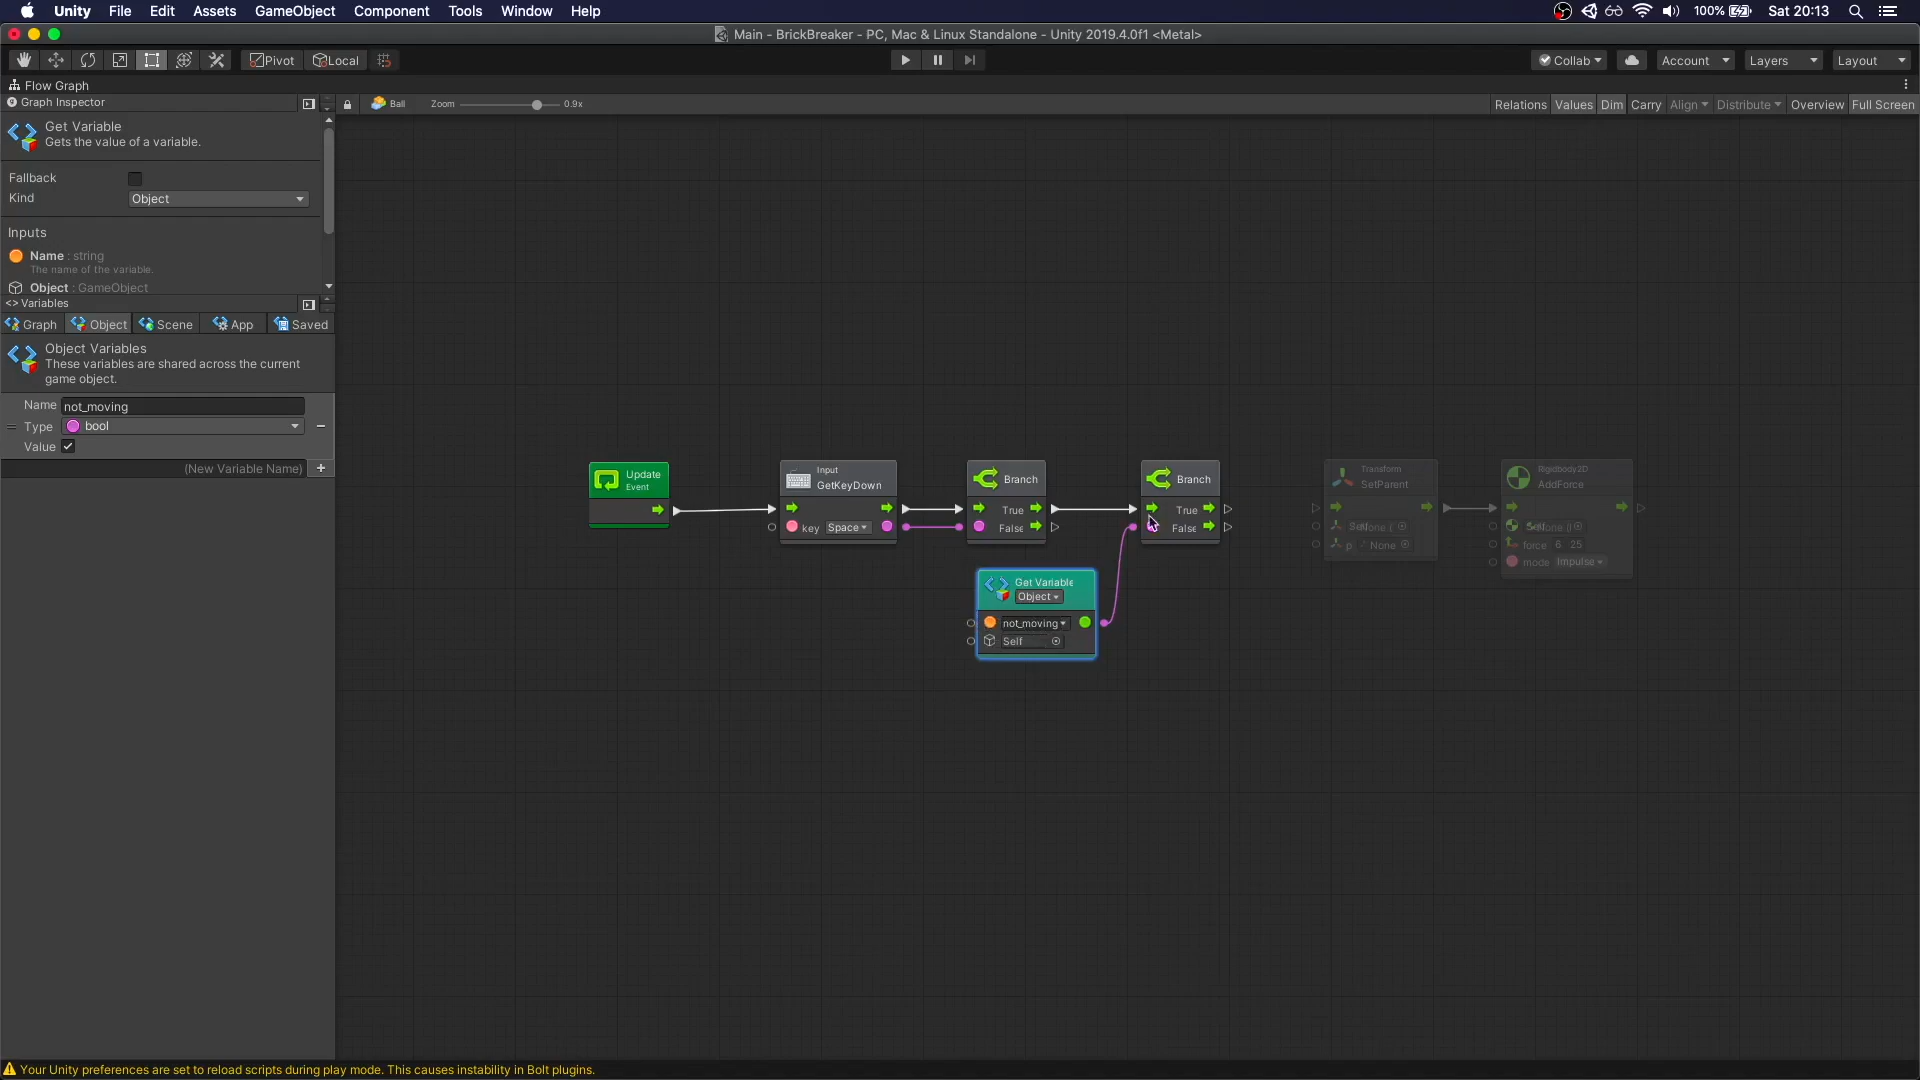 Unity File Edit Assets GameObject Component Tools Window Help 100% Sat 20:13
Main - BrickBreaker - PC, Mac & Linux Standalone - Unity 2019.4.0f1 <Metal>
Pivot Local Collab Account Layers Layout
Flow Graph
Graph Inspector Ball Zoom 0.9x Relations Values Dim Carry Align Distribute Overview Full Screen
Get Variable
Gets the value of a variable.
Fallback
Kind Object
Inputs
Name : string
The name of the variable.
Object : GameObject
<> Variables
Graph Object Scene App Saved
Object Variables
These variables are shared across the current
game object.
Name not_moving
Type bool
Value
(New Variable Name)
Update
Event
Input
GetKeyDown
key Space
Branch
True
False
Branch
True
False
Get Variable
Object
not_moving
Self
Transform
SetParent
None
p None
Rigidbody2D
AddForce
force 6. 25
mode Impulse
Your Unity preferences are set to reload scripts during play mode. This causes instability in Bolt plugins.